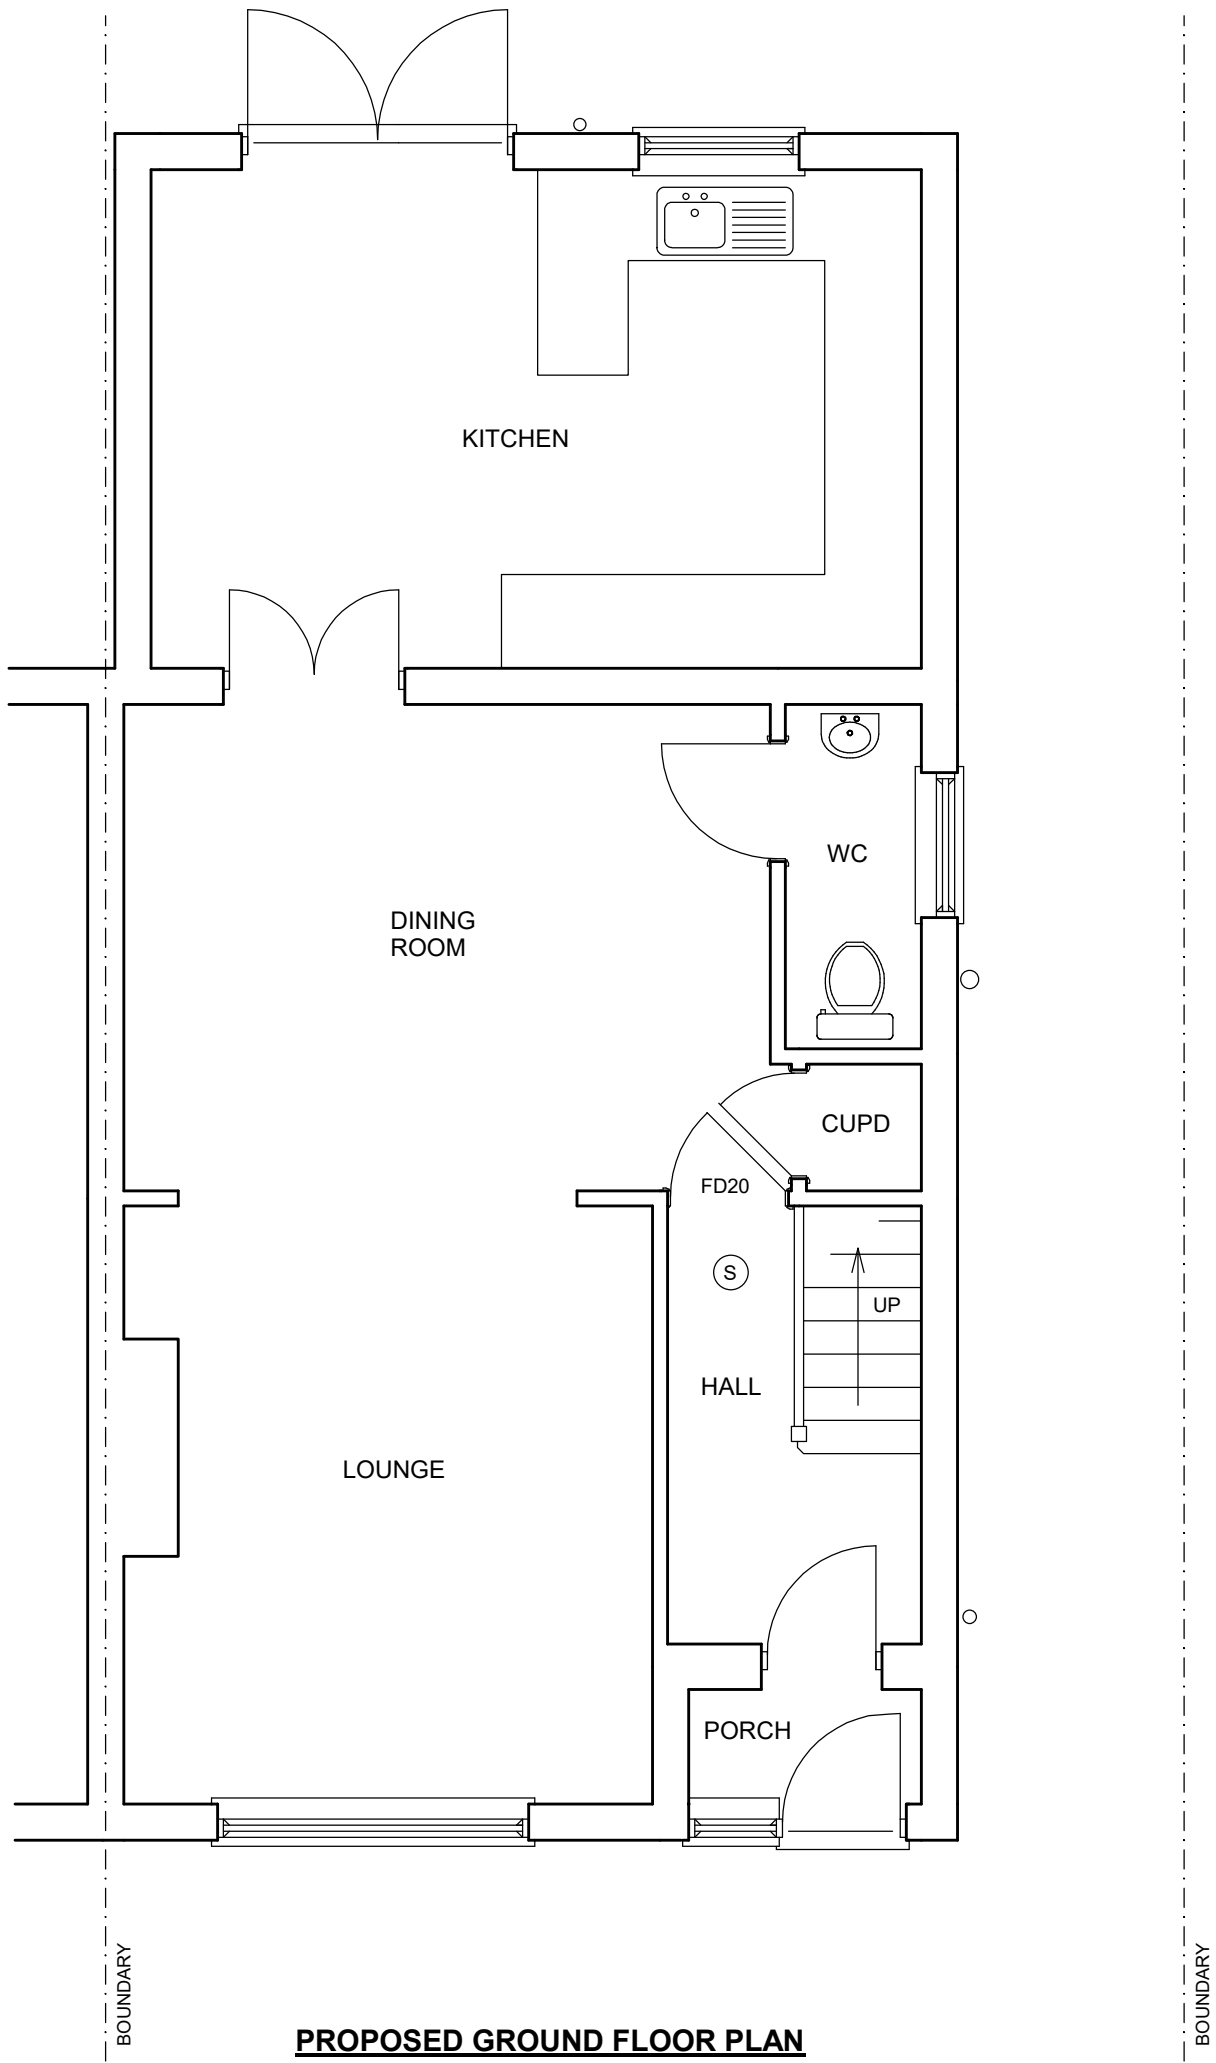 KITCHEN
WC
DINING
ROOM
CUPD
FD20
S
UP
HALL
LOUNGE
PORCH
BOUNDARY
BOUNDARY
PROPOSED GROUND FLOOR PLAN